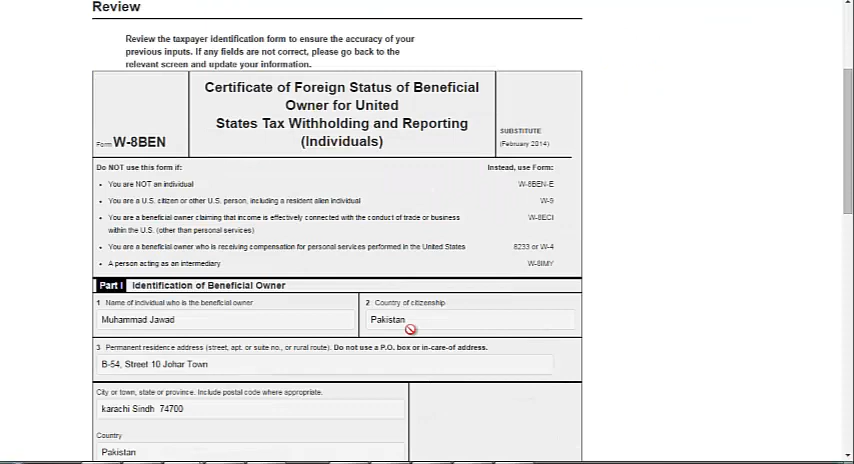 Review
Review the taxpayer identification form to ensure the accuracy of your
previous inputs. If any fields are not correct, please go back to the
relevant screen and update your information.
Form W-8BEN
Certificate of Foreign Status of Beneficial
Owner for United
States Tax Withholding and Reporting
(Individuals)
SUBSTITUTE
(February 2014)
Do NOT use this form if: Instead, use Form:
• You are NOT an individual W-8BEN-E
• You are a U.S. citizen or other U.S. person, including a resident alien individual W-9
• You are a beneficial owner claiming that income is effectively connected with the conduct of trade or business W-8ECI
within the U.S. (other than personal services)
• You are a beneficial owner who is receiving compensation for personal services performed in the United States 8233 or W-4
• A person acting as an intermediary W-8IMY
Part I Identification of Beneficial Owner
1 Name of individual who is the beneficial owner
Muhammad Jawad
2 Country of citizenship
Pakistan
3 Permanent residence address (street, apt. or suite no., or rural route). Do not use a P.O. box or in-care-of address.
B-54, Street 10 Johar Town
City or town, state or province. Include postal code where appropriate.
karachi Sindh 74700
Country
Pakistan